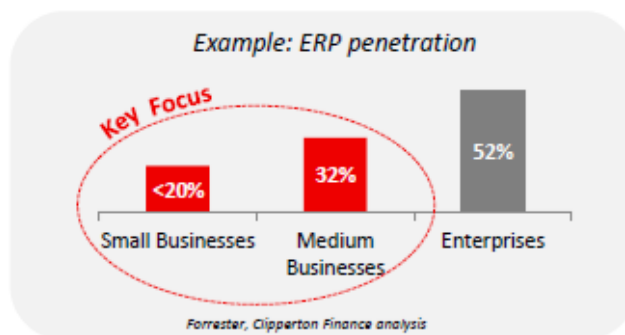 Example: ERP penetration
Key Focus
<20%
32%
52%
Small Businesses
Medium
Businesses
Enterprises
Forrester, Clipperton Finance analysis